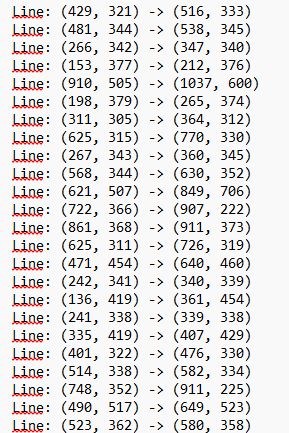 Line: (429, 321) -> (516, 333)
Line: (481, 344) -> (538, 345)
Line: (266, 342) -> (347, 340)
Line: (153, 377) -> (212, 376)
Line: (910, 505) -> (1037, 600)
Line: (198, 379) -> (265, 374)
Line: (311, 305) -> (364, 312)
Line: (625, 315) -> (770, 330)
Line: (267, 343) -> (360, 345)
Line: (568, 344) -> (630, 352)
Line: (621, 507) -> (849, 706)
Line: (722, 366) -> (907, 222)
Line: (861, 368) -> (911, 373)
Line: (625, 311) -> (726, 319)
Line: (471, 454) -> (640, 460)
Line: (242, 341) -> (340, 339)
Line: (136, 419) -> (361, 454)
Line: (241, 338) -> (339, 338)
Line: (335, 419) -> (407, 429)
Line: (401, 322) -> (476, 330)
Line: (514, 338) -> (582, 334)
Line: (748, 352) -> (911, 225)
Line: (490, 517) -> (649, 523)
Line: (523, 362) -> (580, 358)